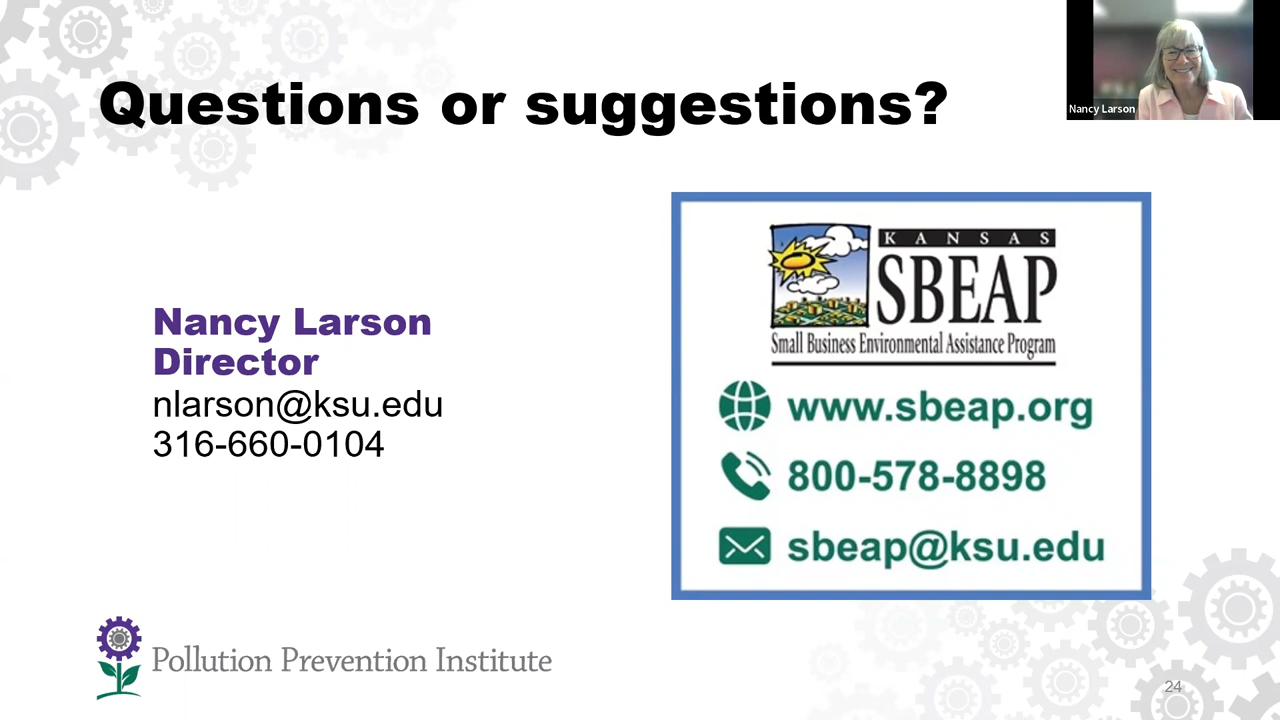 Questions or suggestions?
Nancy Larson
Nancy Larson
Director
nlarson@ksu.edu
316-660-0104
KANSAS
SBEAP
Small Business Environmental Assistance Program
www.sbeap.org
800-578-8898
sbeap@ksu.edu
Pollution Prevention Institute
24